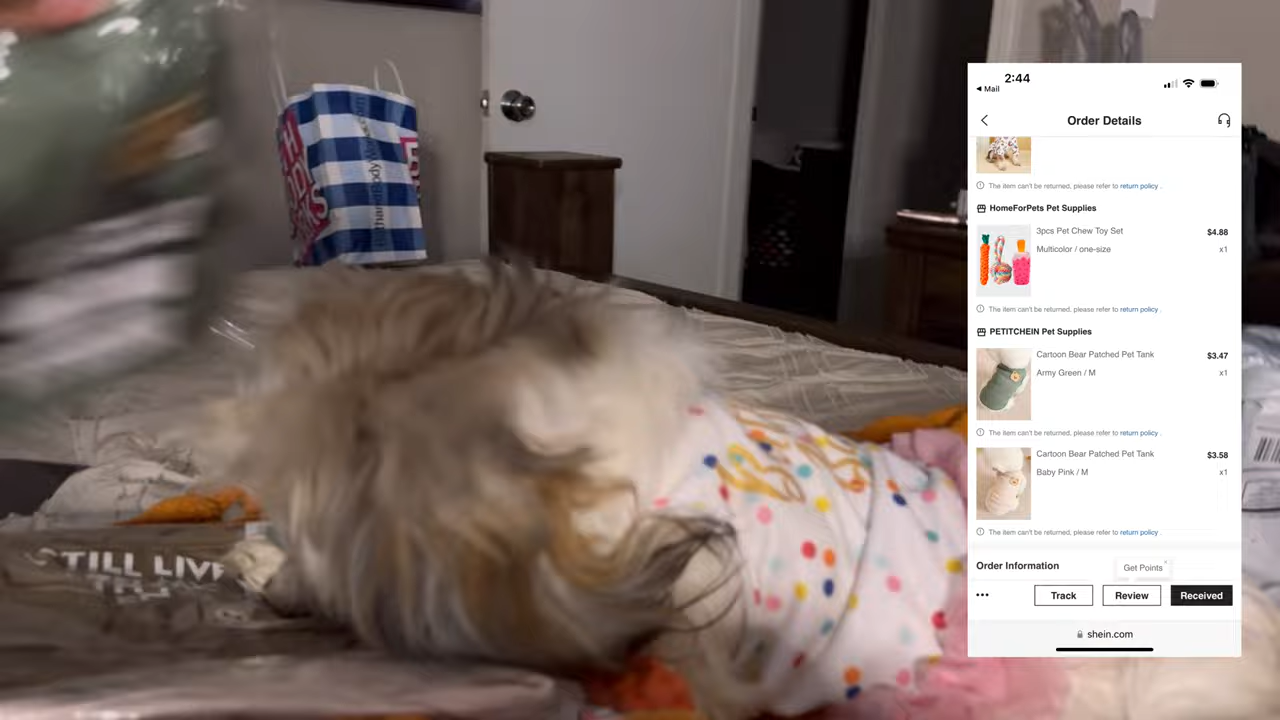 2:44
Mail
Order Details
The item can't be returned, please refer to return policy .
HomeForPets Pet Supplies
3pcs Pet Chew Toy Set
$4.88
Multicolor / one-size
x1
The item can't be returned, please refer to return policy .
PETITCHEIN Pet Supplies
Cartoon Bear Patched Pet Tank
$3.47
Army Green / M
x1
The item can't be returned, please refer to return policy .
Cartoon Bear Patched Pet Tank
$3.58
Baby Pink / M
x1
The item can't be returned, please refer to return policy .
Order Information
Get Points
Track
Review
Received
shein.com
STILL LIVE